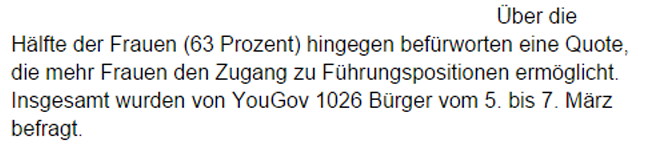 Über die
Hälfte der Frauen (63 Prozent) hingegen befürworten eine Quote,
die mehr Frauen den Zugang zu Führungspositionen ermöglicht.
Insgesamt wurden von YouGov 1026 Bürger vom 5. bis 7. März
befragt.